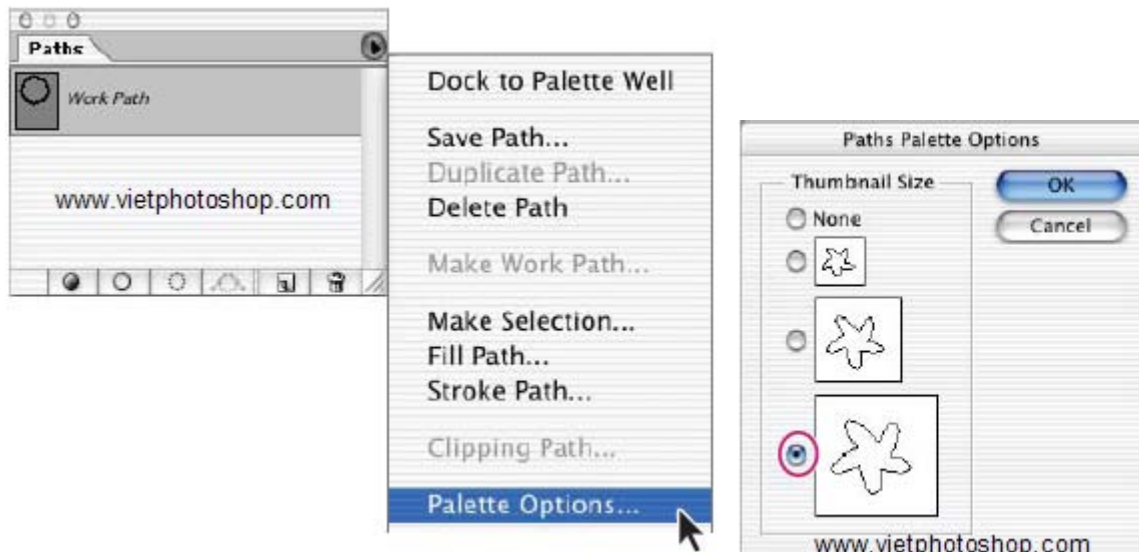 Paths
Work Path
www.vietphotoshop.com
Dock to Palette Well
Save Path...
Duplicate Path...
Delete Path
Make Work Path...
Make Selection...
Fill Path...
Stroke Path...
Clipping Path...
Palette Options...
Paths Palette Options
Thumbnail Size
OK
None
Cancel
www.vietphotoshop.com